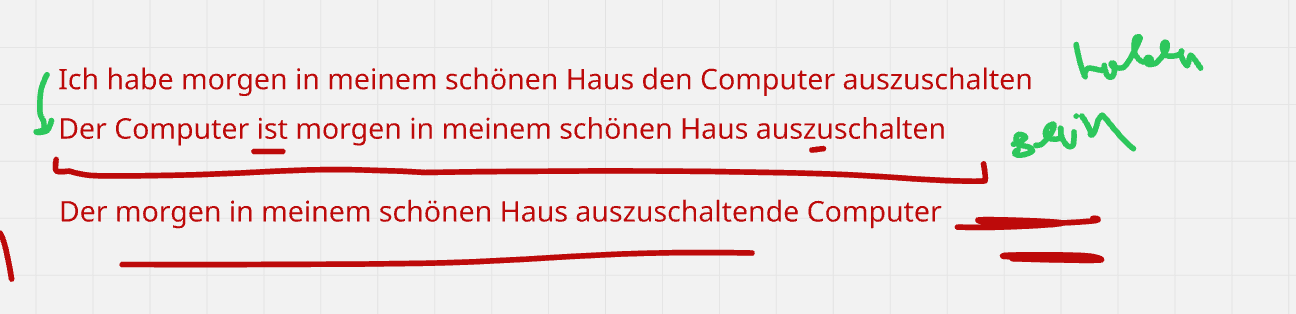 Ich habe morgen in meinem schönen Haus den Computer auszuschalten haben
Der Computer ist morgen in meinem schönen Haus auszuschalten sein
Der morgen in meinem schönen Haus auszuschaltende Computer